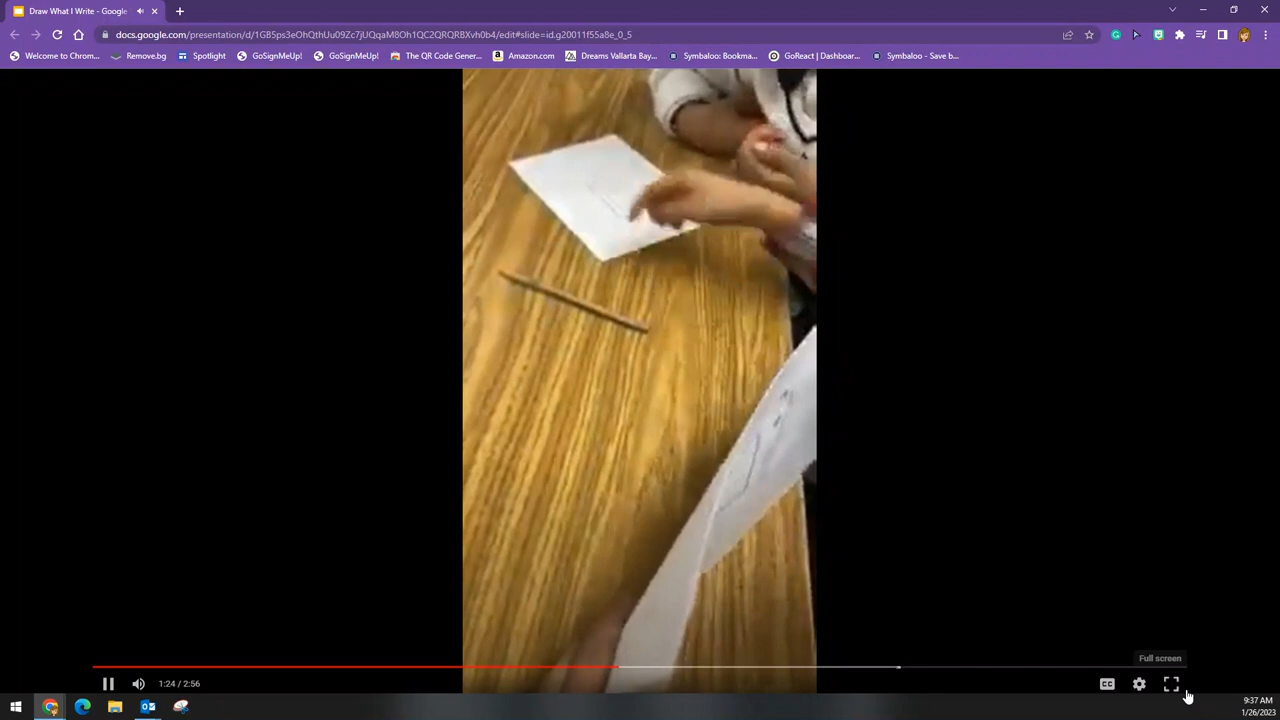 Draw What I Write - Google
docs.google.com/presentation/d/1GB5ps3eOhQthUu09Zc7jUQqaM8Oh1QC2QRQRBXvh0b4/edit#slide=id.g20011f55a8e_0_5
Welcome to Chrom... Remove.bg Spotlight GoSignMeUp! GoSignMeUp! The QR Code Gener... Amazon.com Dreams Vallarta Bay... Symbaloo: Bookma... GoReact | Dashboar... Symbaloo - Save b...
Full screen
1:24 / 2:56 CC
9:37 AM
1/26/2023